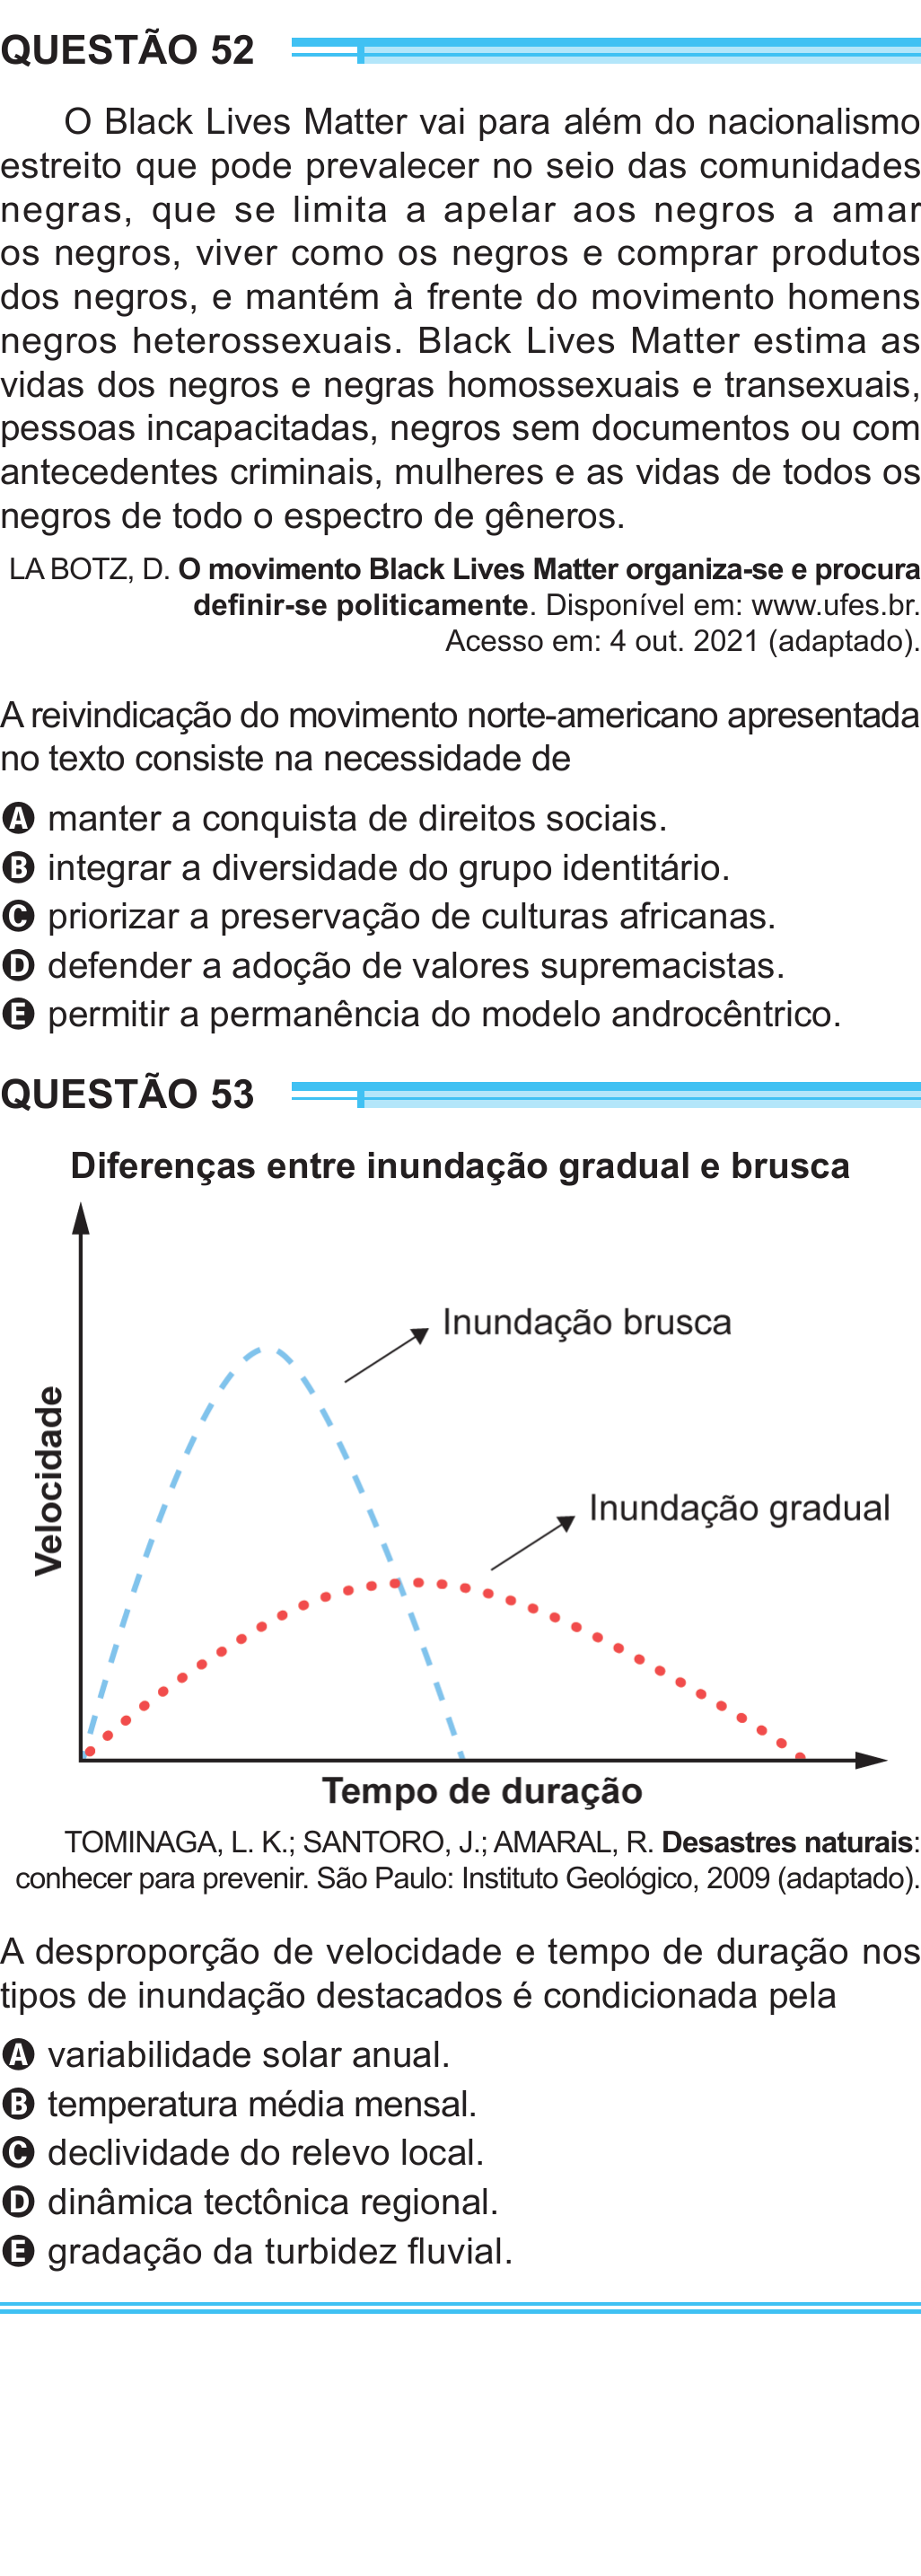 QUESTÃO 52
O Black Lives Matter vai para além do nacionalismo
estreito que pode prevalecer no seio das comunidades
negras, que se limita a apelar aos negros a amar
os negros, viver como os negros e comprar produtos
dos negros, e mantém à frente do movimento homens
negros heterossexuais. Black Lives Matter estima as
vidas dos negros e negras homossexuais e transexuais,
pessoas incapacitadas, negros sem documentos ou com
antecedentes criminais, mulheres e as vidas de todos os
negros de todo o espectro de gêneros.
LA BOTZ, D. O movimento Black Lives Matter organiza-se e procura
definir-se politicamente. Disponível em: www.ufes.br.
Acesso em: 4 out. 2021 (adaptado).
A reivindicação do movimento norte-americano apresentada
no texto consiste na necessidade de
A manter a conquista de direitos sociais.
B integrar a diversidade do grupo identitário.
C priorizar a preservação de culturas africanas.
D defender a adoção de valores supremacistas.
E permitir a permanência do modelo androcêntrico.
QUESTÃO 53
Diferenças entre inundação gradual e brusca
Inundação brusca
Inundação gradual
Velocidade
Tempo de duração
TOMINAGA, L. K.; SANTORO, J.; AMARAL, R. Desastres naturais:
conhecer para prevenir. São Paulo: Instituto Geológico, 2009 (adaptado).
A desproporção de velocidade e tempo de duração nos
tipos de inundação destacados é condicionada pela
A variabilidade solar anual.
B temperatura média mensal.
C declividade do relevo local.
D dinâmica tectônica regional.
E gradação da turbidez fluvial.